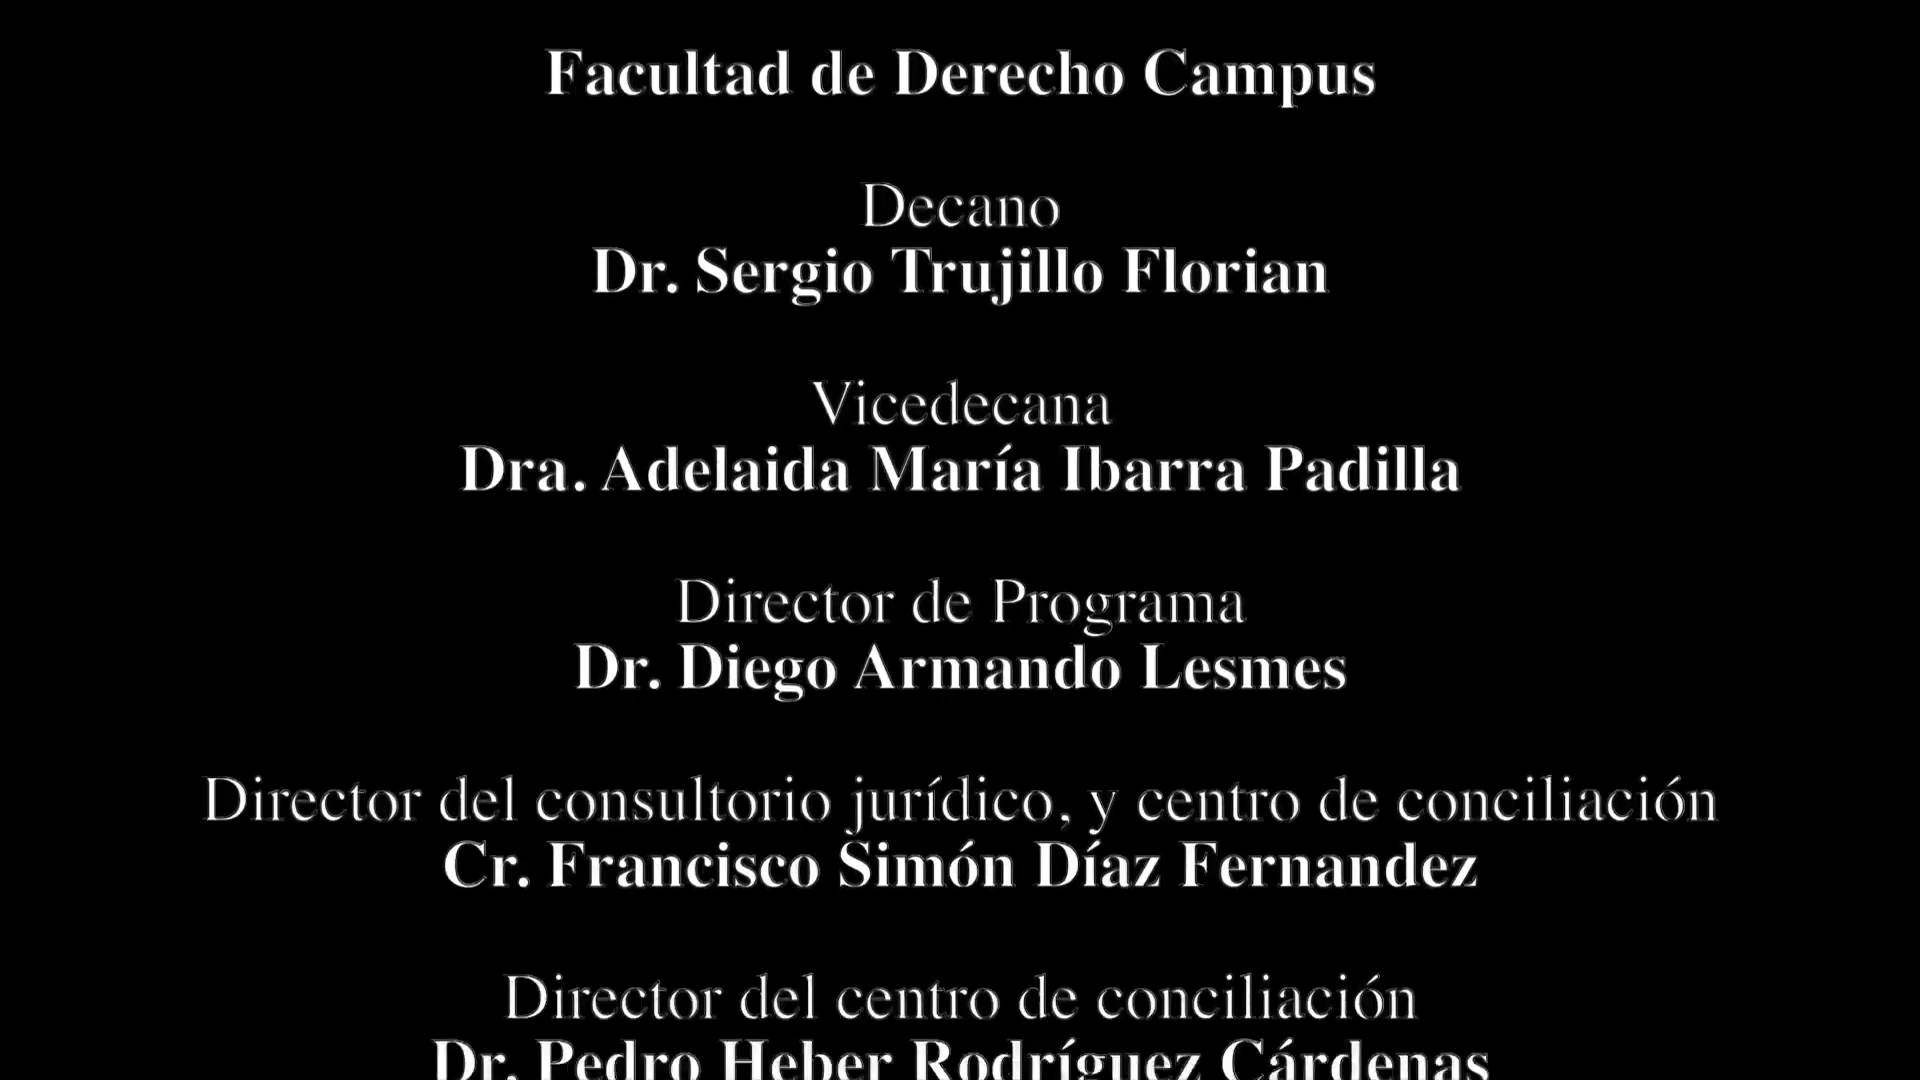 Facultad de Derecho Campus
Decano
Dr. Sergio Trujillo Florian
Vicedecana
Dra. Adelaida María Ibarra Padilla
Director de Programa
Dr. Diego Armando Lesmes
Director del consultorio jurídico, y centro de conciliación
Cr. Francisco Simón Díaz Fernandez
Director del centro de conciliación
Dr. Pedro Heber Rodríguez Cárdenas